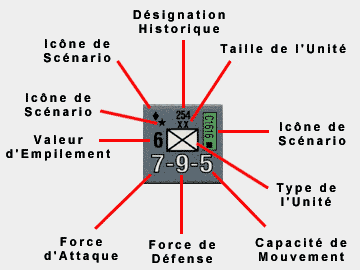 Désignation
Historique
Icône de
Scénario
Taille de l'Unité
Icône de
Scénario
Valeur
d'Empilement
254
XX
6
7-9-5
Icône de
Scénario
Type de
l'Unité
Force
d'Attaque
Force de
Défense
Capacité de
Mouvement